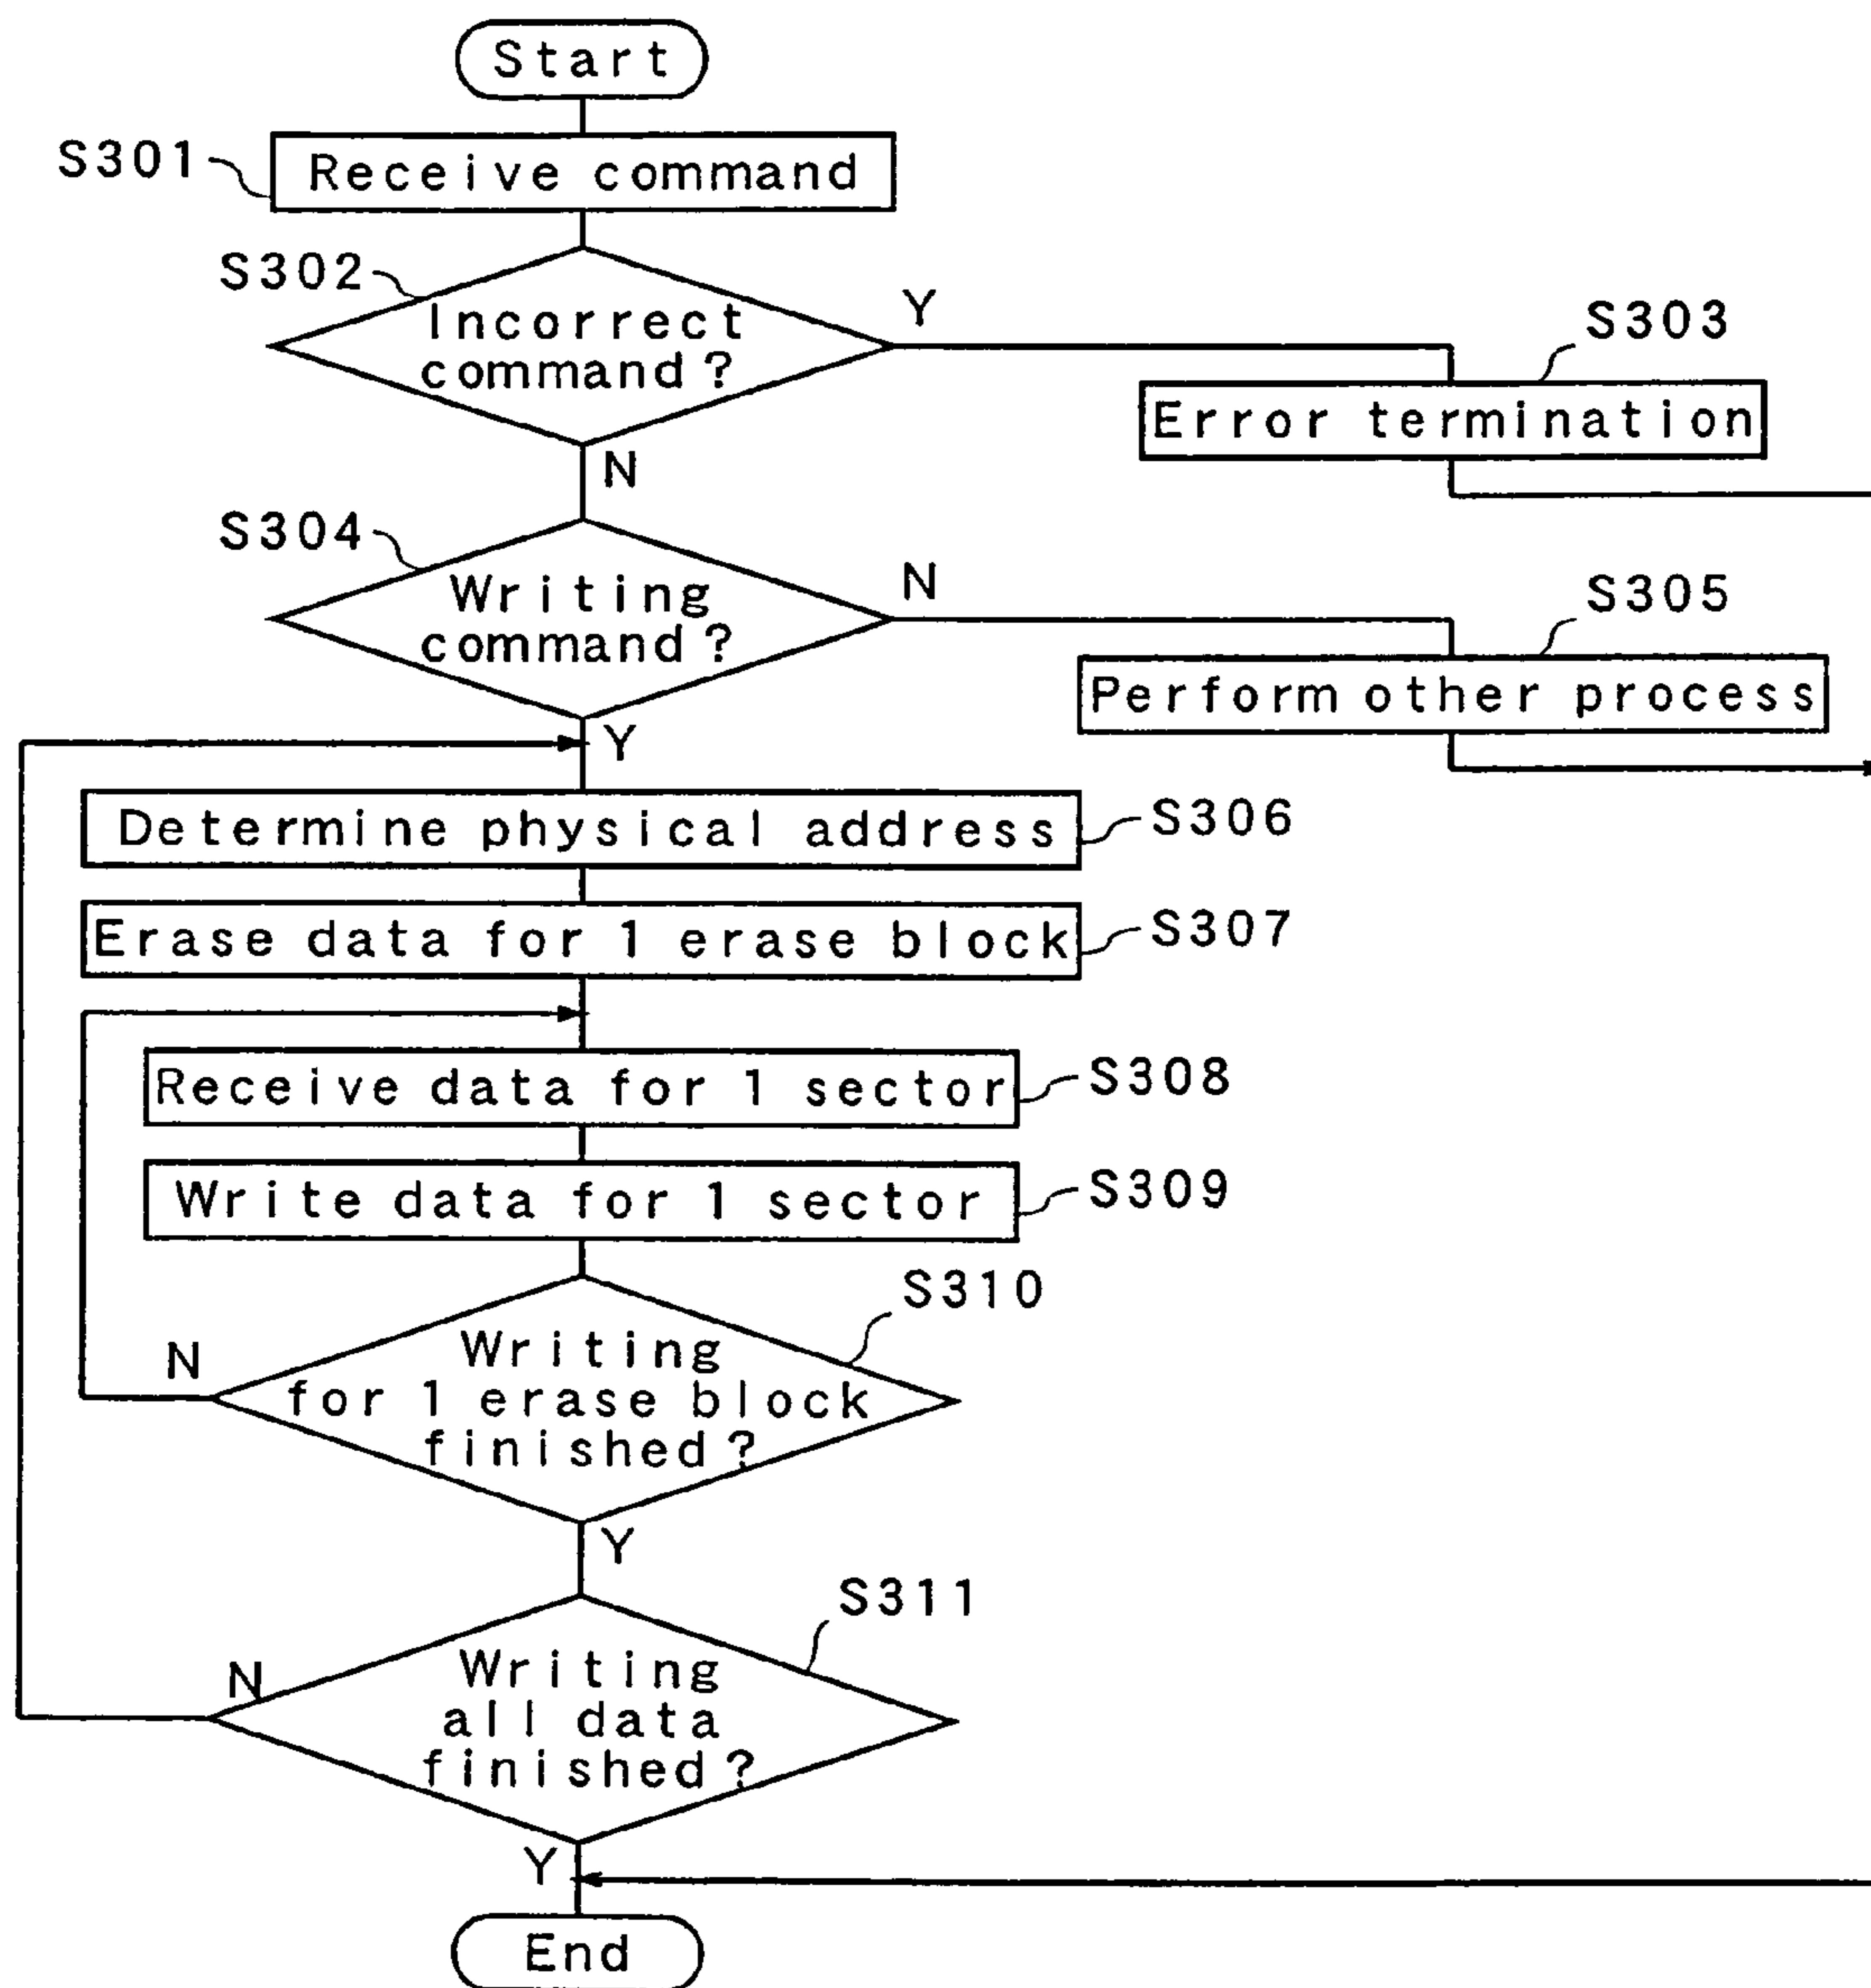 Start
S301
Receive command
S302
Incorrect
command?
Y
N
S303
Error termination
S304
Writing
command?
N
Y
S305
Perform other process
Determine physical address
S306
Erase data for 1 erase block
S307
Receive data for 1 sector
S308
Write data for 1 sector
S309
S310
Writing
for 1 erase block
finished?
N
Y
S311
Writing
all data
finished?
N
Y
End